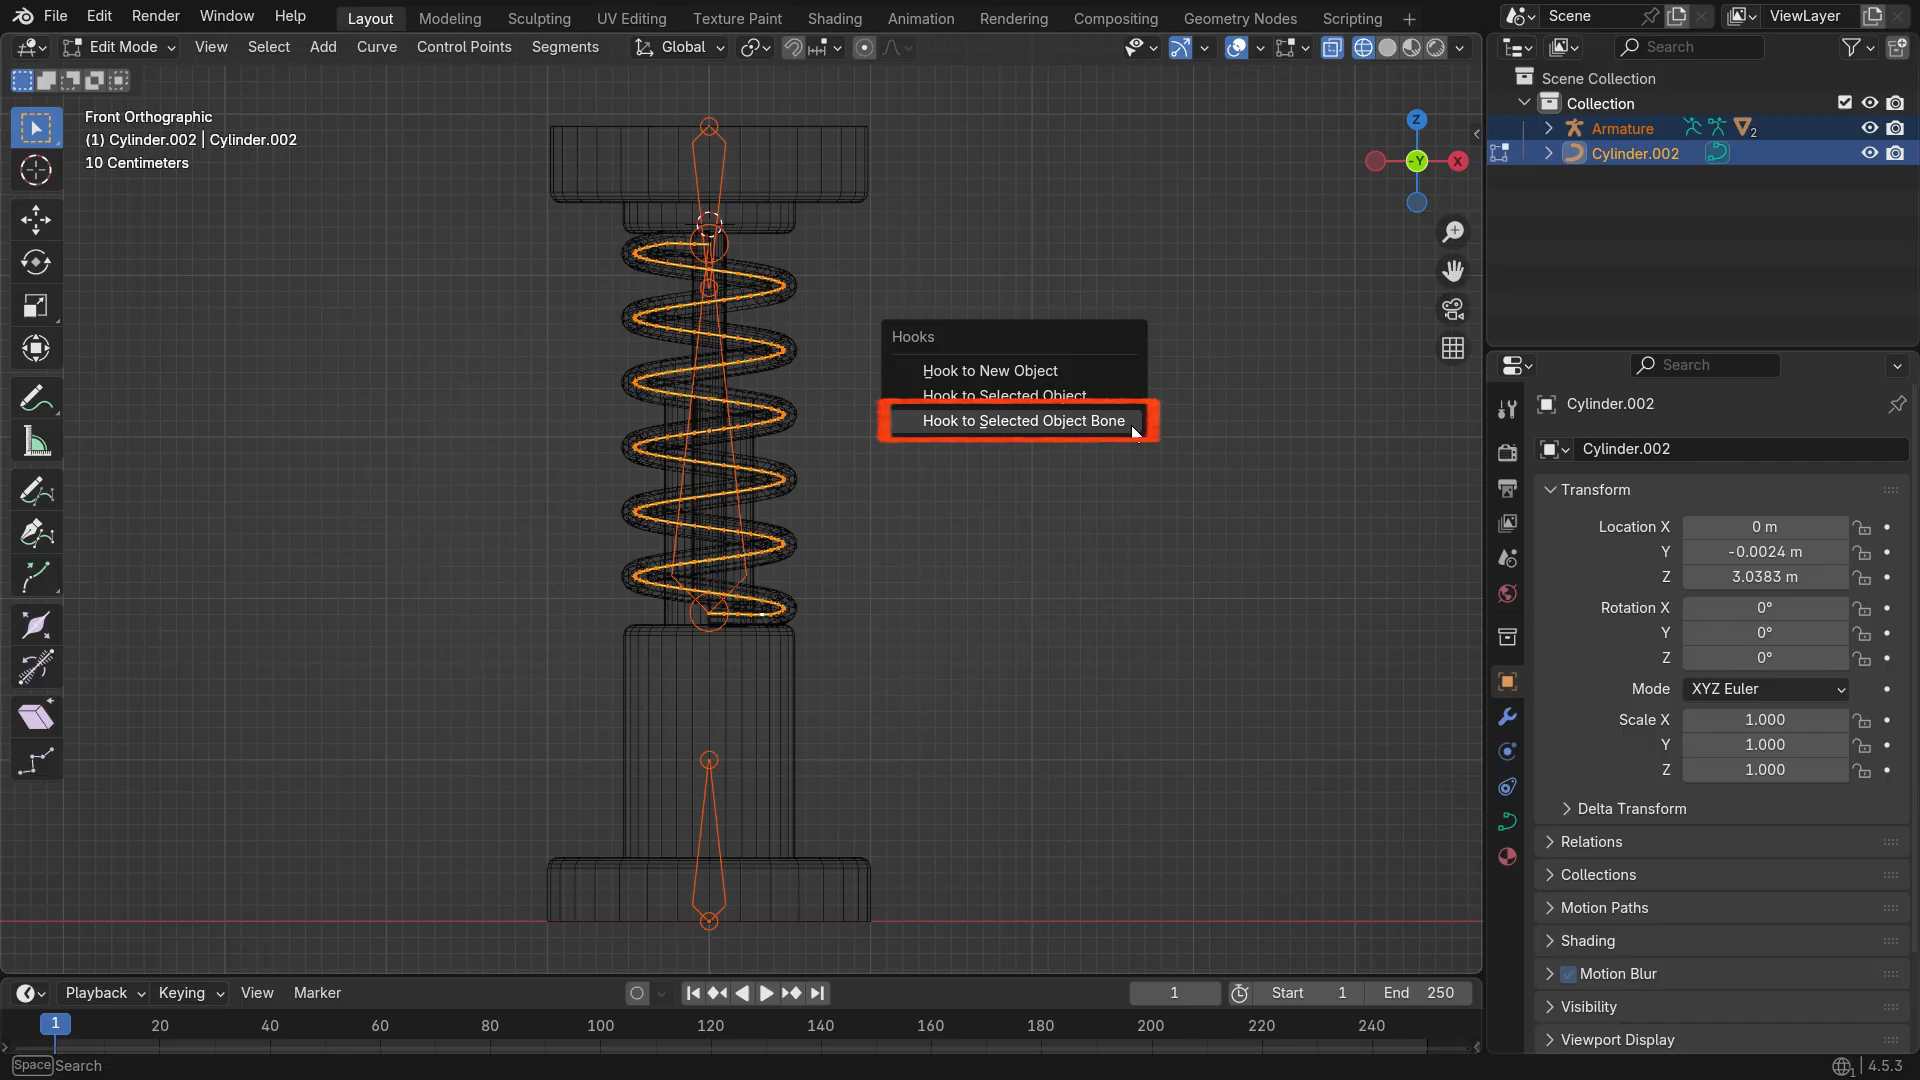 File Edit Render Window Help
Layout Modeling Sculpting UV Editing Texture Paint Shading Animation Rendering Compositing Geometry Nodes Scripting
Scene
ViewLayer
Edit Mode View Select Add Curve Control Points Segments
Global
Search
Front Orthographic
(1) Cylinder.002 | Cylinder.002
10 Centimeters
Z
-Y
X
Hooks
Hook to New Object
Hook to Selected Object
Hook to Selected Object Bone
Scene Collection
Collection
Armature
2
Cylinder.002
Search
Cylinder.002
Cylinder.002
Transform
Location X 0 m
Y -0.0024 m
Z 3.0383 m
Rotation X 0°
Y 0°
Z 0°
Mode XYZ Euler
Scale X 1.000
Y 1.000
Z 1.000
Delta Transform
Relations
Collections
Motion Paths
Shading
Motion Blur
Visibility
Viewport Display
Playback Keying View Marker
1
Start 1
End 250
1 20 40 60 80 100 120 140 160 180 200 220 240
Space Search
1 4.5.3